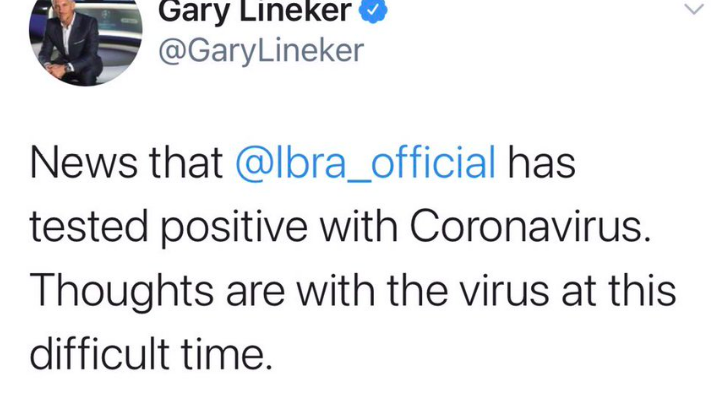 Gary Lineker
@GaryLineker
News that @Ibra_official has
tested positive with Coronavirus.
Thoughts are with the virus at this
difficult time.